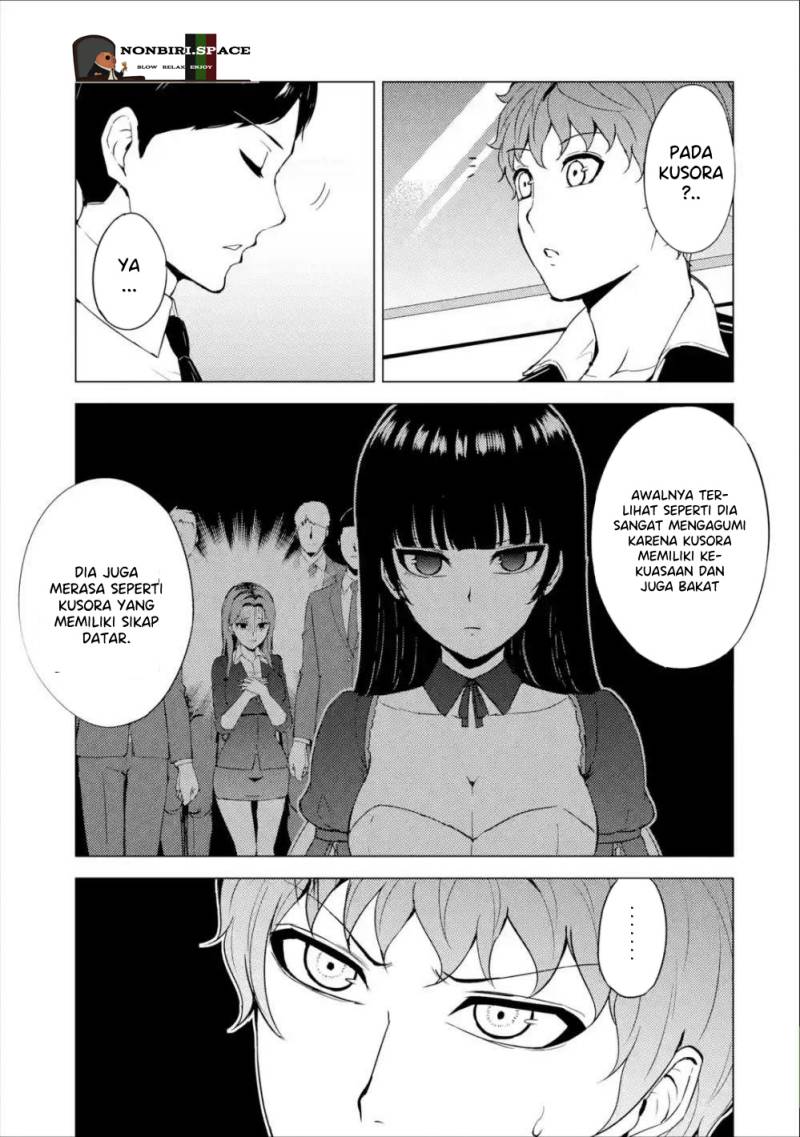 NONBIRI.SPACE
SLOW RELAX ENJOY
PADA
KUSORA
?..
YA
...
AWALNYA TER-
LIHAT SEPERTI DIA
SANGAT MENGAGUMI
KARENA KUSORA
MEMILIKI KE-
KUASAAN DAN
JUGA BAKAT
DIA JUGA
MERASA SEPERTI
KUSORA YANG
MEMILIKI SIKAP
DATAR.
......